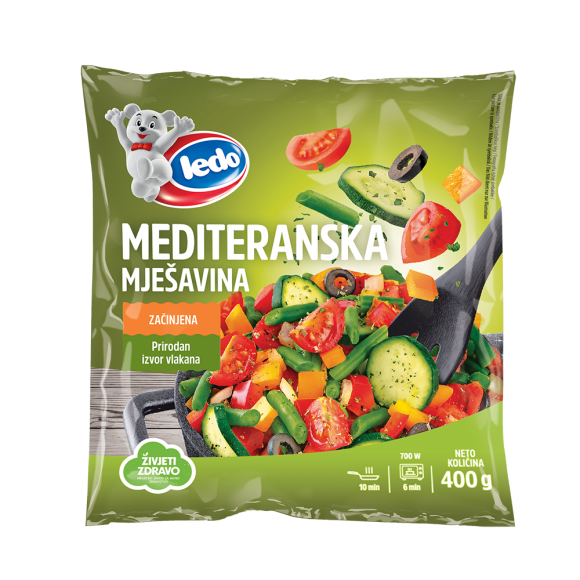 ledo
MEDITERANSKA
MJEŠAVINA
ZAČINJENA
Prirodan
izvor vlakana
ŽIVJETI
ZDRAVO
10 min
700 W
6 min
NETO
KOLIČINA
400 g